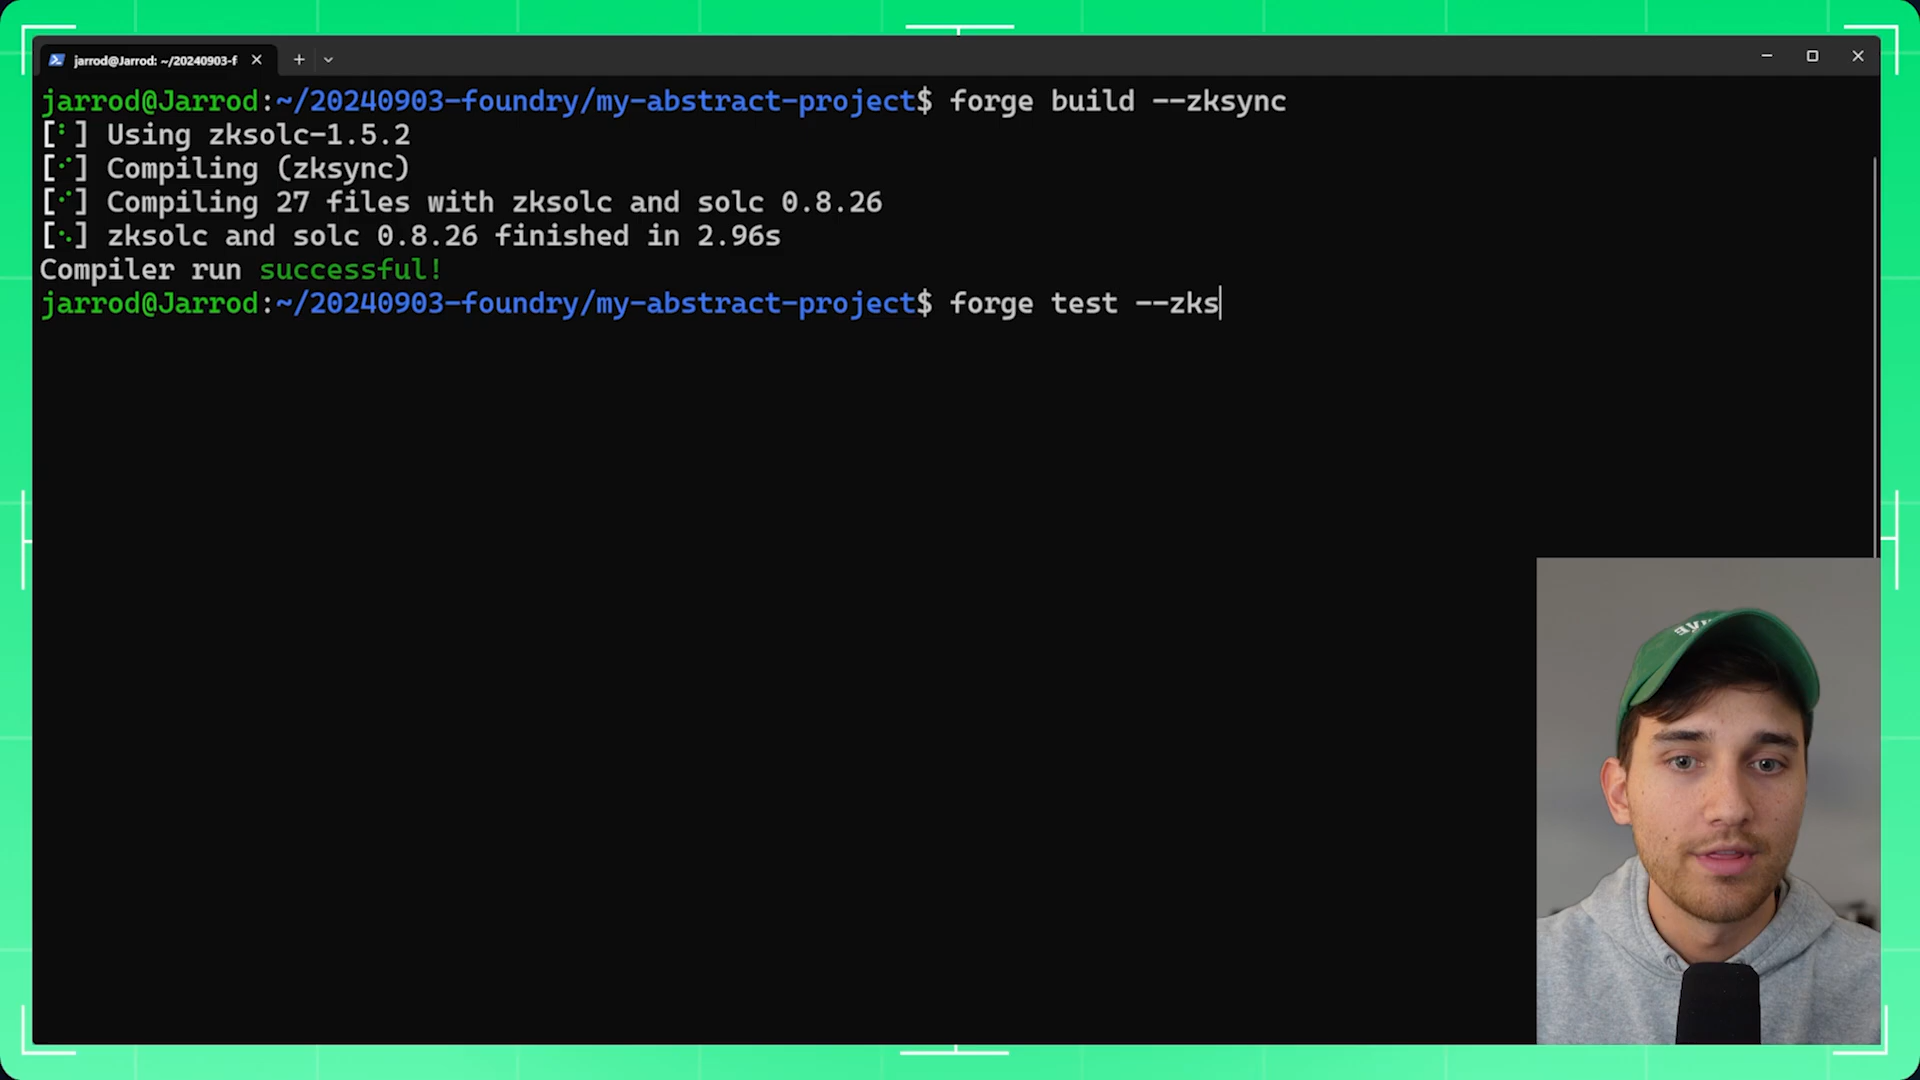 jarrod@Jarrod: ~/20240903-f
jarrod@Jarrod:~/20240903-foundry/my-abstract-project$ forge build --zksync
[⠃] Using zksolc-1.5.2
[⠊] Compiling (zksync)
[⠊] Compiling 27 files with zksolc and solc 0.8.26
[⠢] zksolc and solc 0.8.26 finished in 2.96s
Compiler run successful!
jarrod@Jarrod:~/20240903-foundry/my-abstract-project$ forge test --zks